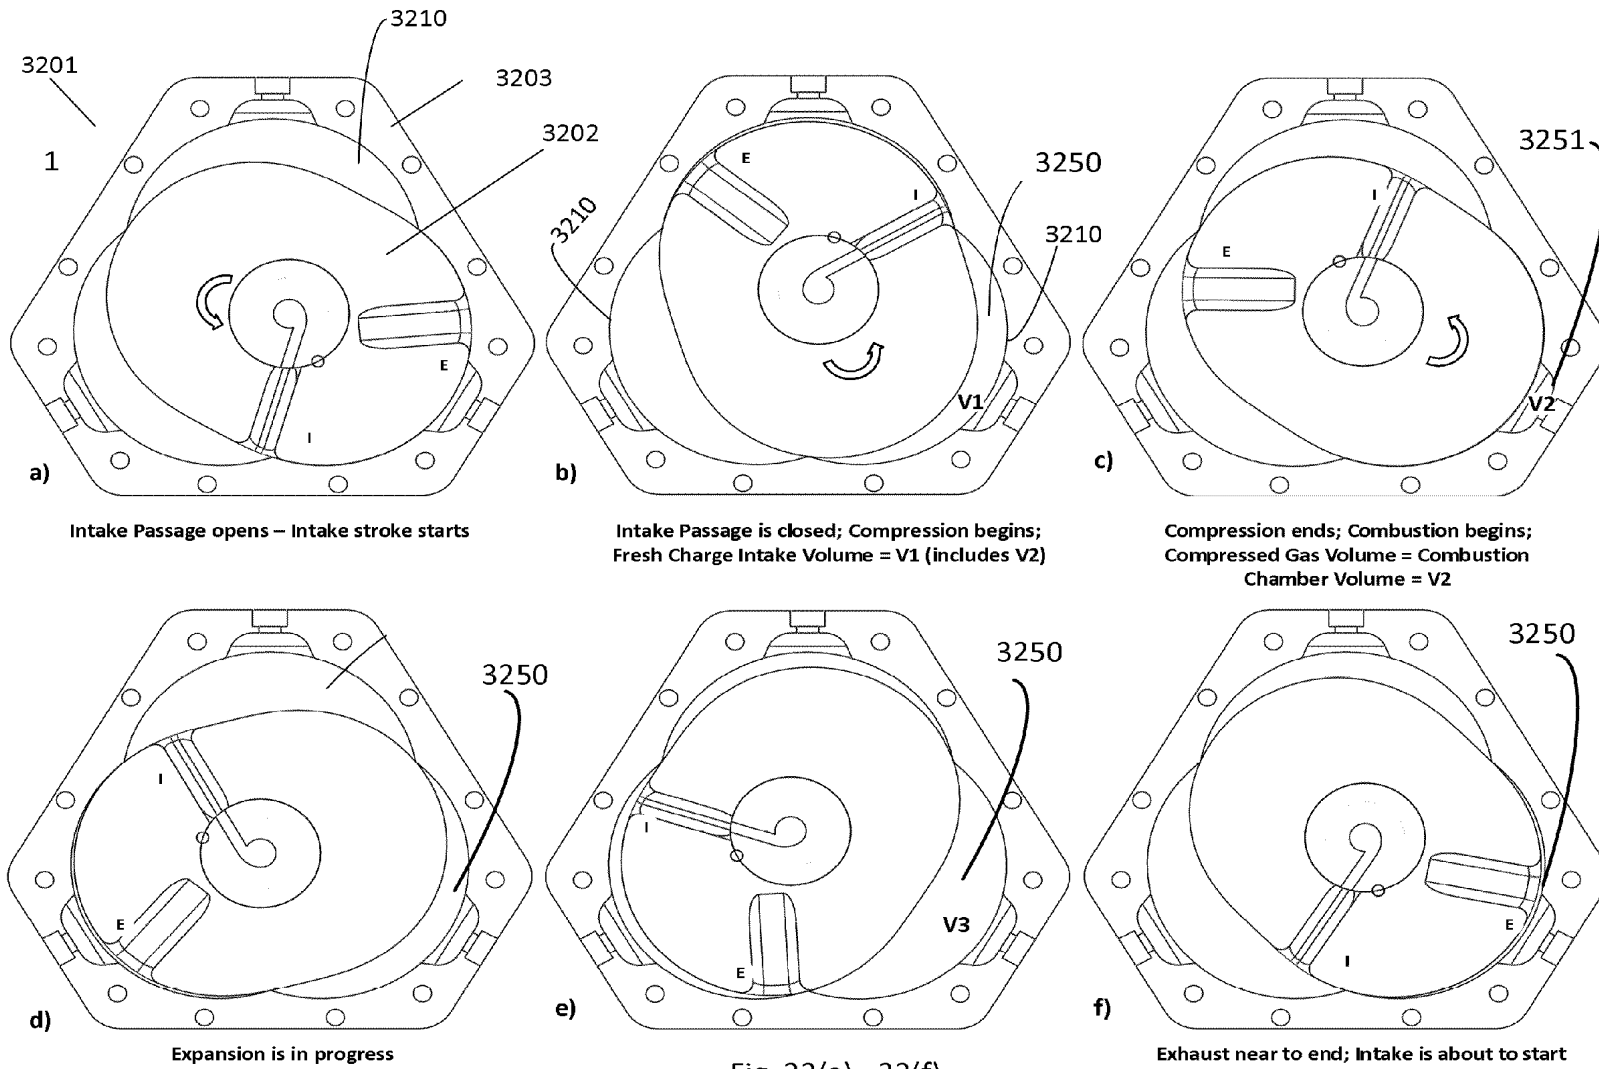 3210
3201
3203
3202
1
E
I
a)
Intake Passage opens – Intake stroke starts
E
I
3210
3250
3210
V1
b)
Intake Passage is closed; Compression begins;
Fresh Charge Intake Volume = V1 (includes V2)
3251
I
E
V2
c)
Compression ends; Combustion begins;
Compressed Gas Volume = Combustion
Chamber Volume = V2
3250
I
E
d)
Expansion is in progress
3250
I
V3
E
e)
3250
E
I
f)
Exhaust near to end; Intake is about to start